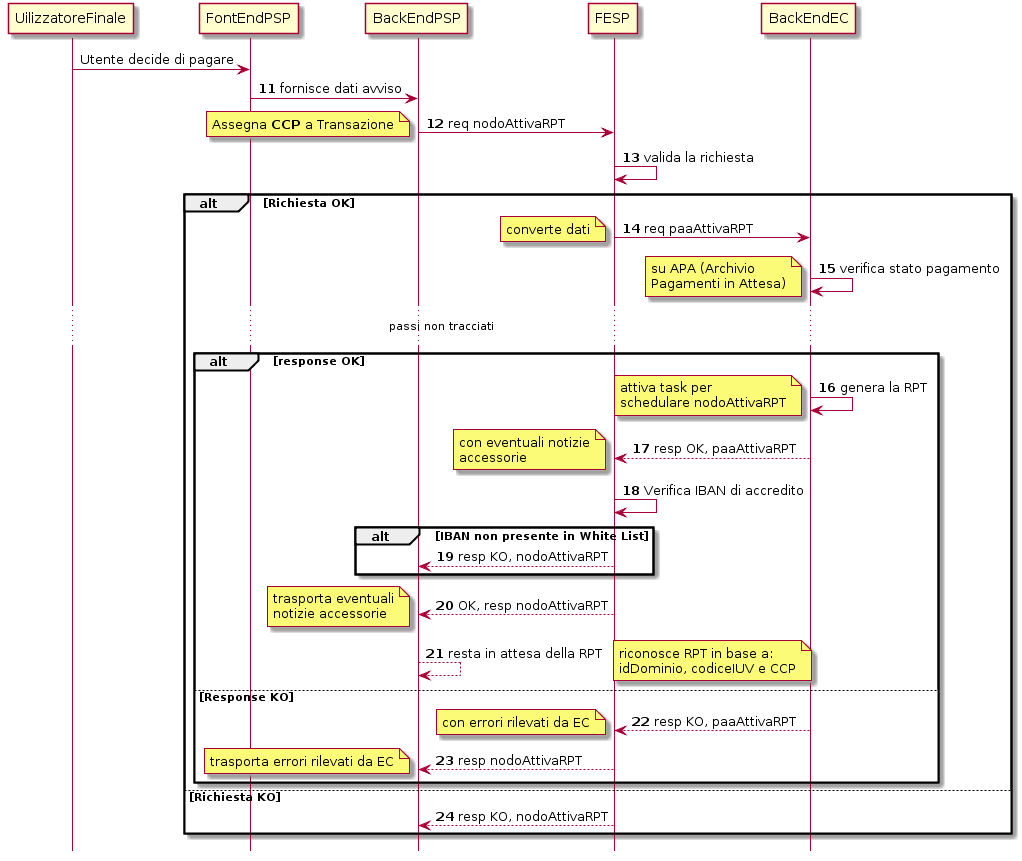 UilizzatoreFinale
FontEndPSP
BackEndPSP
FESP
BackEndEC
Utente decide di pagare
11 fornisce dati avviso
Assegna CCP a Transazione
12 req nodoAttivaRPT
13 valida la richiesta
alt
[Richiesta OK]
converte dati
14 req paaAttivaRPT
su APA (Archivio
Pagamenti in Attesa)
15 verifica stato pagamento
passi non tracciati
alt
[response OK]
attiva task per
schedulare nodoAttivaRPT
16 genera la RPT
con eventuali notizie
accessorie
17 resp OK, paaAttivaRPT
18 Verifica IBAN di accredito
alt
[IBAN non presente in White List]
19 resp KO, nodoAttivaRPT
trasporta eventuali
notizie accessorie
20 OK, resp nodoAttivaRPT
21 resta in attesa della RPT
riconosce RPT in base a:
idDominio, codiceIUV e CCP
[Response KO]
con errori rilevati da EC
22 resp KO, paaAttivaRPT
trasporta errori rilevati da EC
23 resp nodoAttivaRPT
[Richiesta KO]
24 resp KO, nodoAttivaRPT